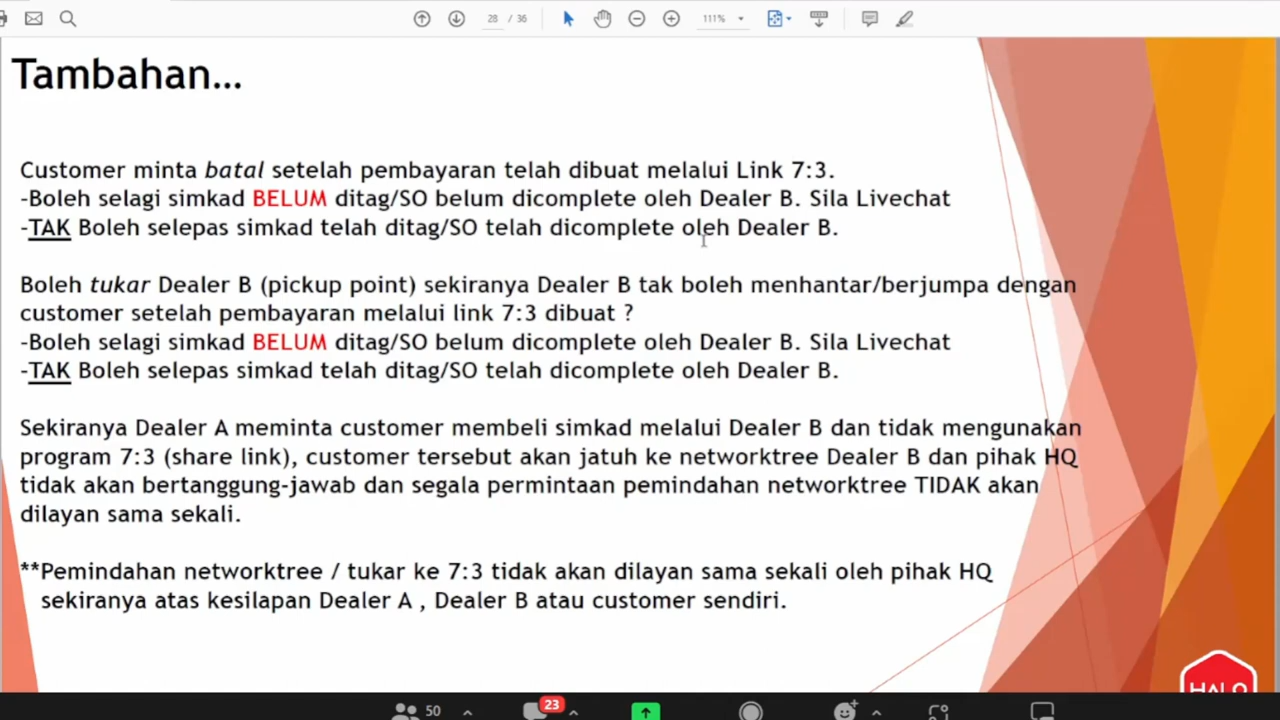 28 / 36
111%
Tambahan...
Customer minta batal setelah pembayaran telah dibuat melalui Link 7:3.
-Boleh selagi simkad BELUM ditag/SO belum dicomplete oleh Dealer B. Sila Livechat
-TAK Boleh selepas simkad telah ditag/SO telah dicomplete oleh Dealer B.
Boleh tukar Dealer B (pickup point) sekiranya Dealer B tak boleh menhantar/berjumpa dengan
customer setelah pembayaran melalui link 7:3 dibuat ?
-Boleh selagi simkad BELUM ditag/SO belum dicomplete oleh Dealer B. Sila Livechat
-TAK Boleh selepas simkad telah ditag/SO telah dicomplete oleh Dealer B.
Sekiranya Dealer A meminta customer membeli simkad melalui Dealer B dan tidak mengunakan
program 7:3 (share link), customer tersebut akan jatuh ke networktree Dealer B dan pihak HQ
tidak akan bertanggung-jawab dan segala permintaan pemindahan networktree TIDAK akan
dilayan sama sekali.
**Pemindahan networktree / tukar ke 7:3 tidak akan dilayan sama sekali oleh pihak HQ
sekiranya atas kesilapan Dealer A , Dealer B atau customer sendiri.
HALO
50
23